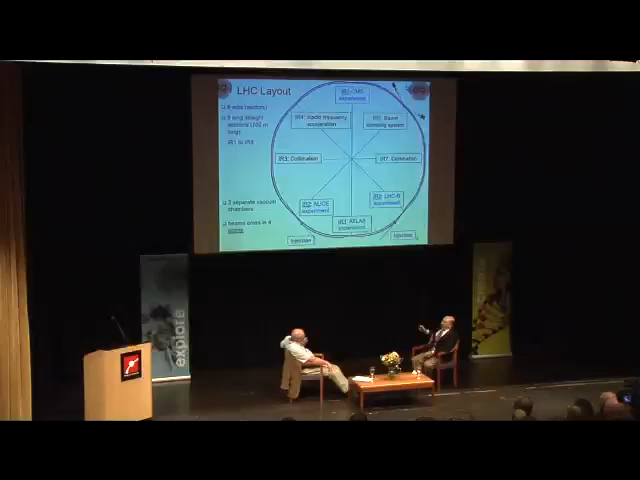 LHC Layout
IR5: CMS
experiment
8 arcs (sectors)
8 long straight
sections (700 m
long)
IR1 to IR8
IR4: Radio frequency
acceleration
IR6: Beam
dumping system
IR3: Collimation
IR7: Collimation
2 separate vacuum
chambers
beams cross in 4
points
IR2: ALICE
experiment
IR8: LHC-B
experiment
IR1: ATLAS
experiment
Injection
Injection
explore